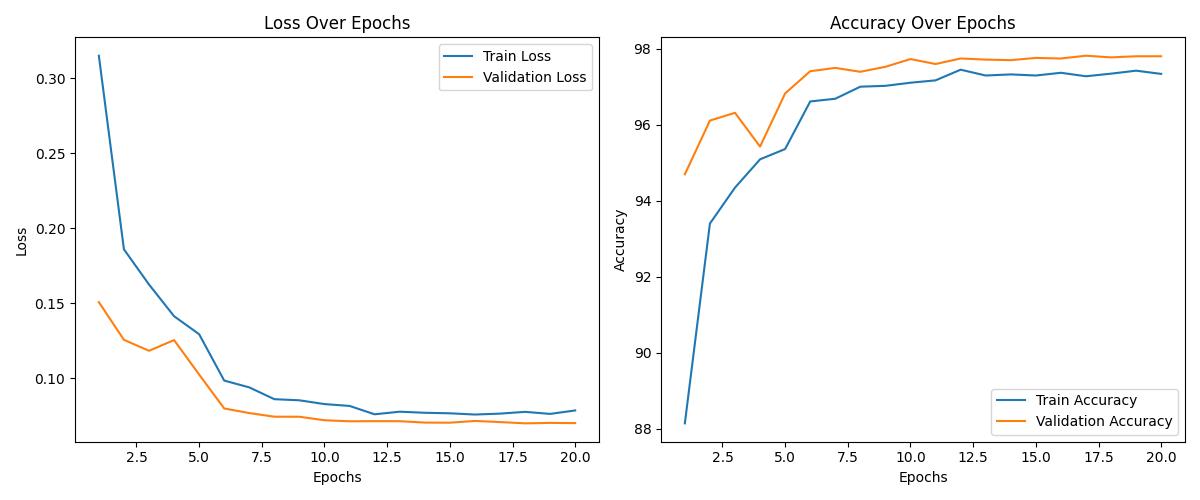 Loss Over Epochs
Train Loss
Validation Loss
0.30
0.25
0.20
0.15
0.10
Loss
2.5 5.0 7.5 10.0 12.5 15.0 17.5 20.0
Epochs
Accuracy Over Epochs
98
96
94
92
90
88
Accuracy
Train Accuracy
Validation Accuracy
2.5 5.0 7.5 10.0 12.5 15.0 17.5 20.0
Epochs